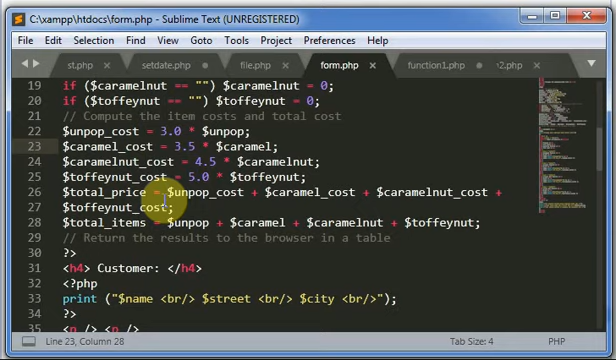 C:\xampp\htdocs\form.php - Sublime Text (UNREGISTERED)
File Edit Selection Find View Goto Tools Project Preferences Help
st.php setdate.php file.php form.php function1.php 2.php
19 if ($caramelnut == "") $caramelnut = 0;
20 if ($toffeynut == "") $toffeynut = 0;
21 // Compute the item costs and total cost
22 $unpop_cost = 3.0 * $unpop;
23 $caramel_cost = 3.5 * $caramel;
24 $caramelnut_cost = 4.5 * $caramelnut;
25 $toffeynut_cost = 5.0 * $toffeynut;
26 $total_price = $unpop_cost + $caramel_cost + $caramelnut_cost +
27 $toffeynut_cost;
28 $total_items = $unpop + $caramel + $caramelnut + $toffeynut;
29 // Return the results to the browser in a table
30 ?>
31 <h4> Customer: </h4>
32 <?php
33 print ("$name <br/> $street <br/> $city <br/>");
34 ?>
35 <p /> <p />
Line 23, Column 28 Tab Size: 4 PHP